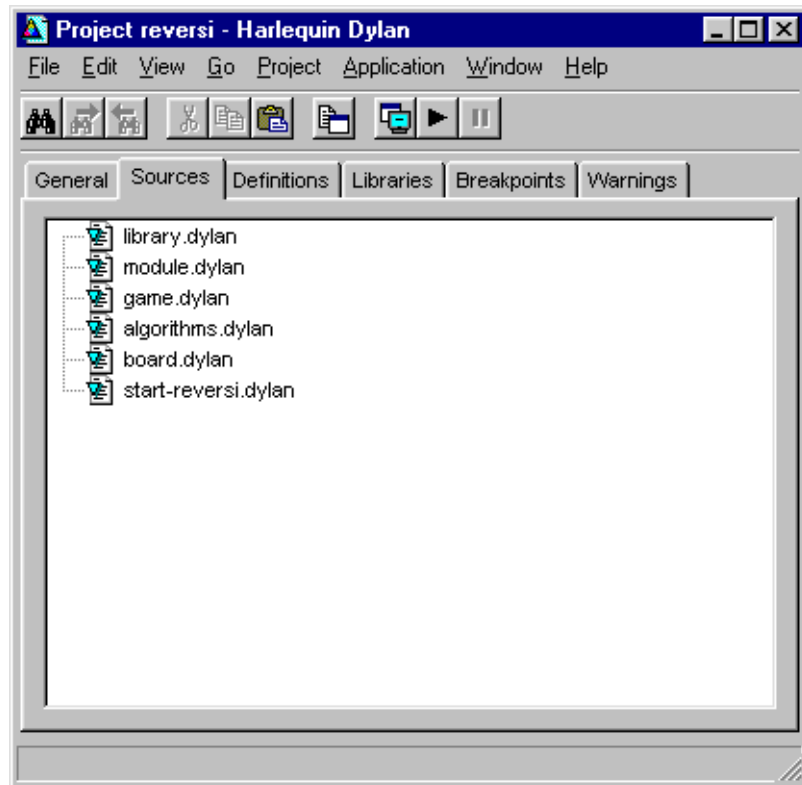 Project reversi - Harlequin Dylan
File Edit View Go Project Application Window Help
General Sources Definitions Libraries Breakpoints Warnings
library.dylan
module.dylan
game.dylan
algorithms.dylan
board.dylan
start-reversi.dylan